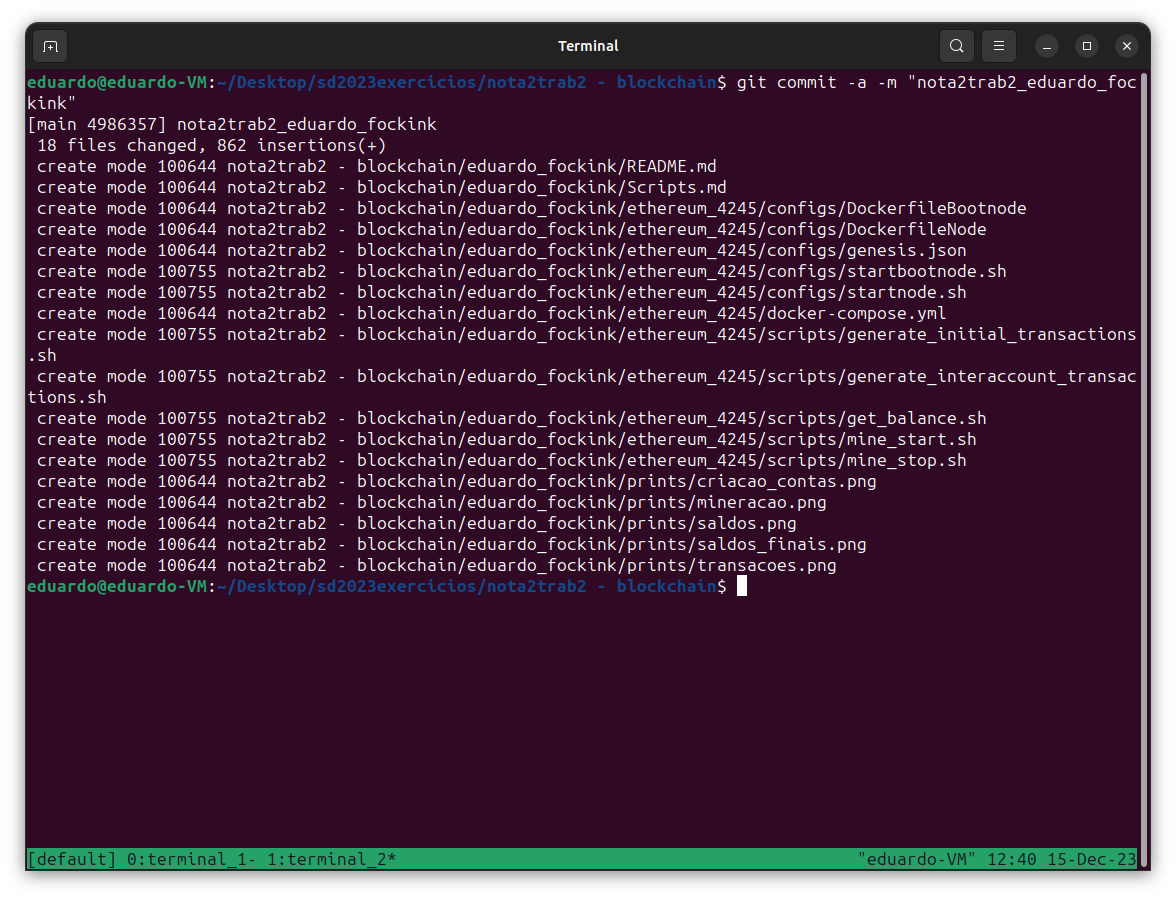 Terminal
eduardo@eduardo-VM:~/Desktop/sd2023exercicios/nota2trab2 - blockchain$ git commit -a -m "nota2trab2_eduardo_foc
kink"
[main 4986357] nota2trab2_eduardo_fockink
 18 files changed, 862 insertions(+)
 create mode 100644 nota2trab2 - blockchain/eduardo_fockink/README.md
 create mode 100644 nota2trab2 - blockchain/eduardo_fockink/Scripts.md
 create mode 100644 nota2trab2 - blockchain/eduardo_fockink/ethereum_4245/configs/DockerfileBootnode
 create mode 100644 nota2trab2 - blockchain/eduardo_fockink/ethereum_4245/configs/DockerfileNode
 create mode 100644 nota2trab2 - blockchain/eduardo_fockink/ethereum_4245/configs/genesis.json
 create mode 100755 nota2trab2 - blockchain/eduardo_fockink/ethereum_4245/configs/startbootnode.sh
 create mode 100755 nota2trab2 - blockchain/eduardo_fockink/ethereum_4245/configs/startnode.sh
 create mode 100644 nota2trab2 - blockchain/eduardo_fockink/ethereum_4245/docker-compose.yml
 create mode 100755 nota2trab2 - blockchain/eduardo_fockink/ethereum_4245/scripts/generate_initial_transactions
.sh
 create mode 100755 nota2trab2 - blockchain/eduardo_fockink/ethereum_4245/scripts/generate_interaccount_transac
tions.sh
 create mode 100755 nota2trab2 - blockchain/eduardo_fockink/ethereum_4245/scripts/get_balance.sh
 create mode 100755 nota2trab2 - blockchain/eduardo_fockink/ethereum_4245/scripts/mine_start.sh
 create mode 100755 nota2trab2 - blockchain/eduardo_fockink/ethereum_4245/scripts/mine_stop.sh
 create mode 100644 nota2trab2 - blockchain/eduardo_fockink/prints/criacao_contas.png
 create mode 100644 nota2trab2 - blockchain/eduardo_fockink/prints/mineracao.png
 create mode 100644 nota2trab2 - blockchain/eduardo_fockink/prints/saldos.png
 create mode 100644 nota2trab2 - blockchain/eduardo_fockink/prints/saldos_finais.png
 create mode 100644 nota2trab2 - blockchain/eduardo_fockink/prints/transacoes.png
eduardo@eduardo-VM:~/Desktop/sd2023exercicios/nota2trab2 - blockchain$
[default] 0:terminal_1- 1:terminal_2* "eduardo-VM" 12:40 15-Dec-23